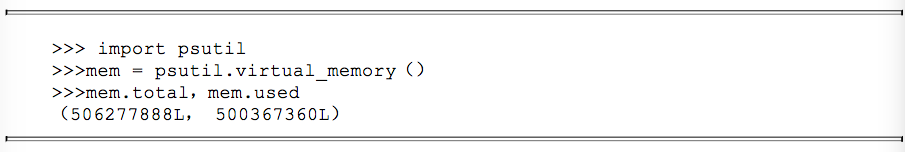 >>> import psutil
>>>mem = psutil.virtual_memory（）
>>>mem.total，mem.used
（506277888L， 500367360L）